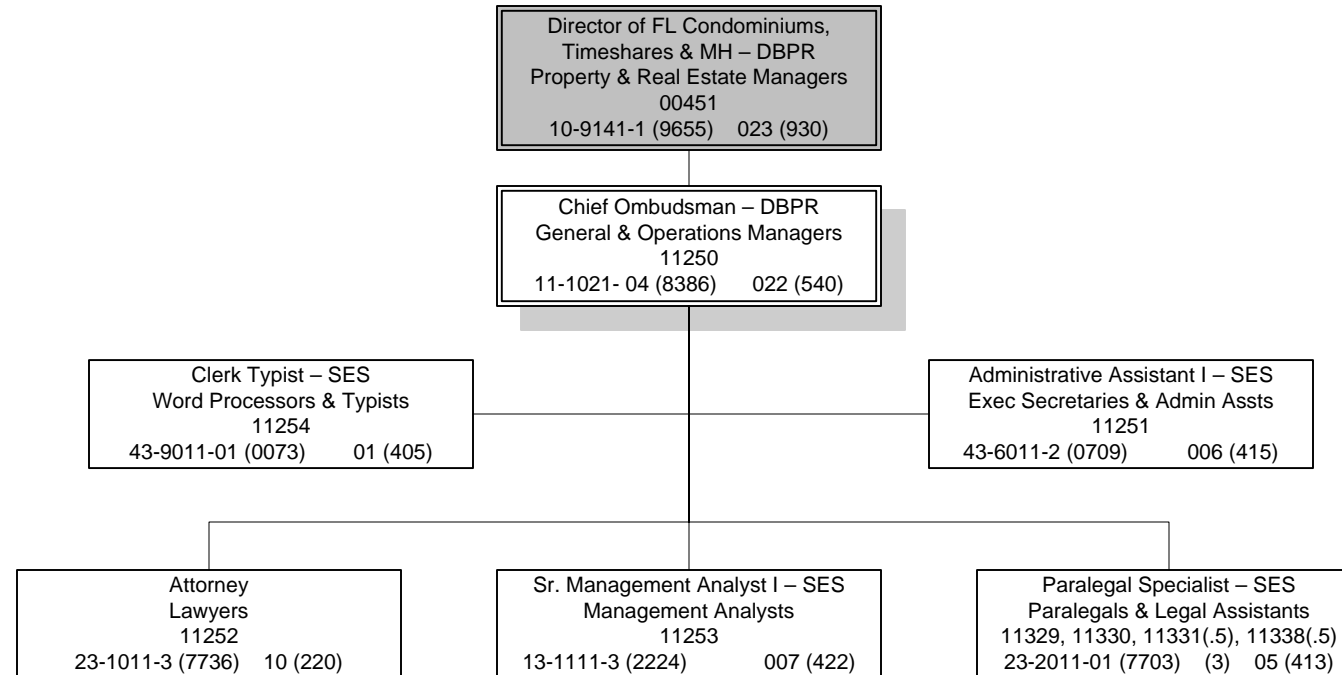 Director of FL Condominiums,
Timeshares & MH – DBPR
Property & Real Estate Managers
00451
10-9141-1 (9655) 023 (930)
Chief Ombudsman – DBPR
General & Operations Managers
11250
11-1021- 04 (8386) 022 (540)
Clerk Typist – SES
Word Processors & Typists
11254
43-9011-01 (0073) 01 (405)
Administrative Assistant I – SES
Exec Secretaries & Admin Assts
11251
43-6011-2 (0709) 006 (415)
Attorney
Lawyers
11252
23-1011-3 (7736) 10 (220)
Sr. Management Analyst I – SES
Management Analysts
11253
13-1111-3 (2224) 007 (422)
Paralegal Specialist – SES
Paralegals & Legal Assistants
11329, 11330, 11331(.5), 11338(.5)
23-2011-01 (7703) (3) 05 (413)